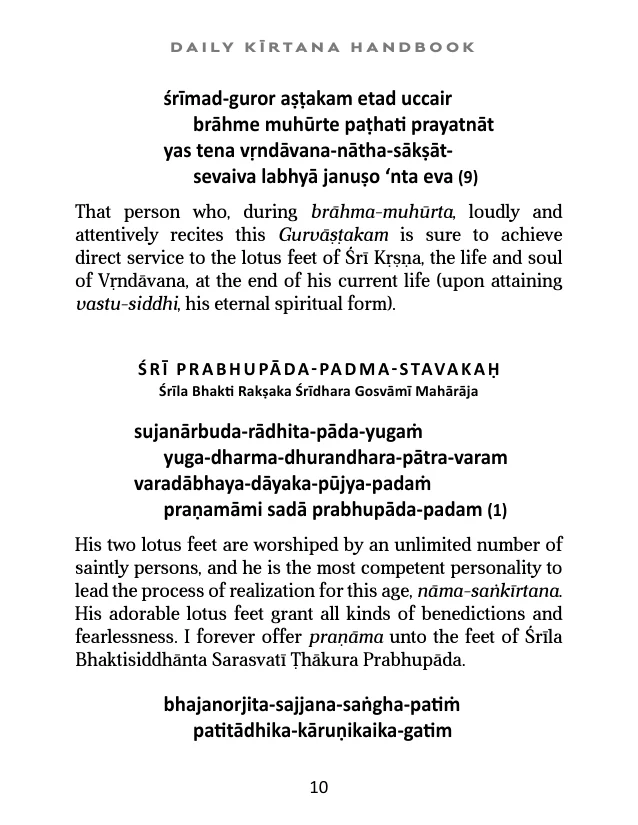 DAILY KĪRTANA HANDBOOK
śrīmad-guror aṣṭakam etad uccair
brāhme muhūrte paṭhati prayatnāt
yas tena vṛndāvana-nātha-sākṣāt-
sevaiva labhyā januṣo ‘nta eva (9)
That person who, during brāhma-muhūrta, loudly and
attentively recites this Gurvāṣṭakam is sure to achieve
direct service to the lotus feet of Śrī Kṛṣṇa, the life and soul
of Vṛndāvana, at the end of his current life (upon attaining
vastu-siddhi, his eternal spiritual form).
ŚRĪ PRABHUPĀDA-PADMA-STAVAKAḤ
Śrīla Bhakti Rakṣaka Śrīdhara Gosvāmī Mahārāja
sujanārbuda-rādhita-pāda-yugaṁ
yuga-dharma-dhurandhara-pātra-varam
varadābhaya-dāyaka-pūjya-padaṁ
praṇamāmi sadā prabhupāda-padam (1)
His two lotus feet are worshiped by an unlimited number of
saintly persons, and he is the most competent personality to
lead the process of realization for this age, nāma-saṅkīrtana.
His adorable lotus feet grant all kinds of benedictions and
fearlessness. I forever offer praṇāma unto the feet of Śrīla
Bhaktisiddhānta Sarasvatī Ṭhākura Prabhupāda.
bhajanorjita-sajjana-saṅgha-patiṁ
patitādhika-kāruṇikaika-gatim
10